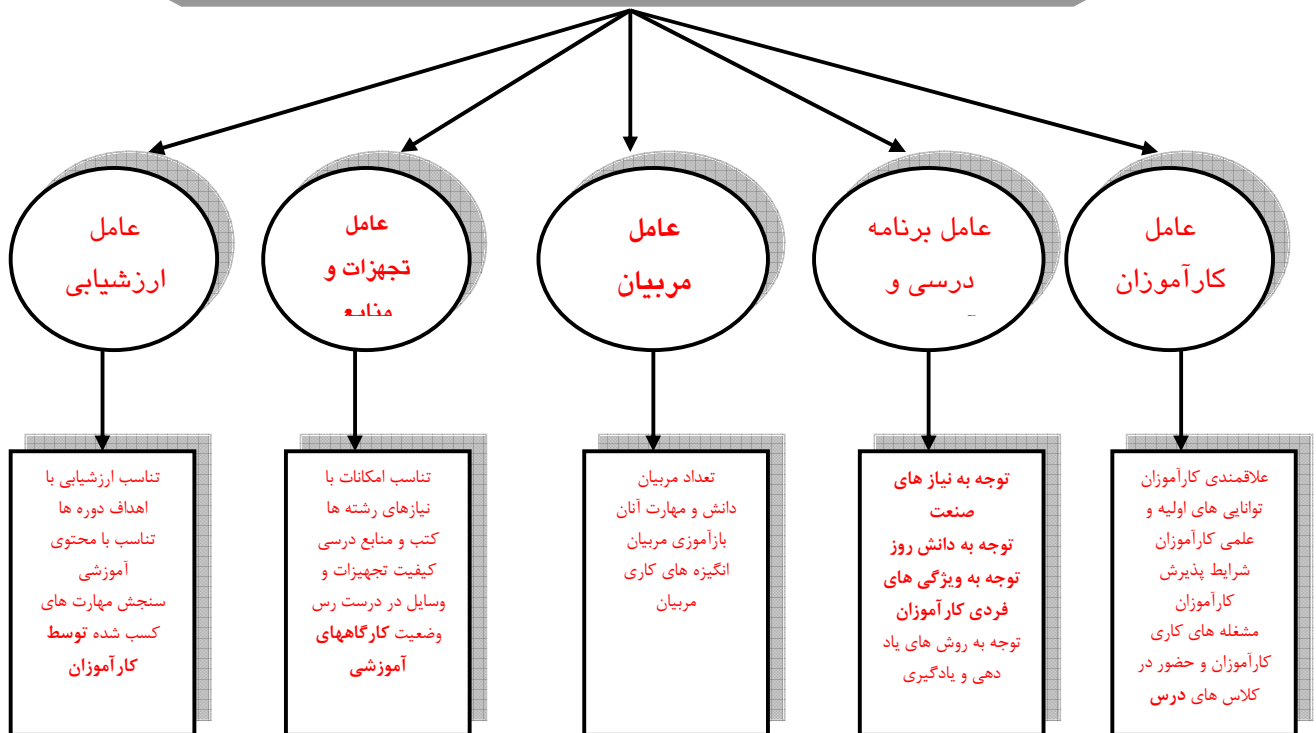 عامل
کارآموزان
عامل برنامه
درسی و
عامل
مربیان
عامل
تجهزات و
منابع
عامل
ارزشیابی
علاقمندی کارآموزان
توانایی های اولیه و
علمی کارآموزان
شرایط پذیرش
کارآموزان
مشغله های کاری
کارآموزان و حضور در
کلاس های درس
توجه به نیاز های
صنعت
توجه به دانش روز
توجه به ویژگی های
فردی کارآموزان
توجه به روش های یاد
دهی و یادگیری
تعداد مربیان
دانش و مهارت آنان
بازآموزی مربیان
انگیزه های کاری
مربیان
تناسب امکانات با
نیازهای رشته ها
کتب و منابع درسی
کیفیت تجهیزات و
وسایل در درست رس
وضعیت کارگاههای
آموزشی
تناسب ارزشیابی با
اهداف دوره ها
تناسب با محتوی
آموزشی
سنجش مهارت های
کسب شده توسط
کارآموزان